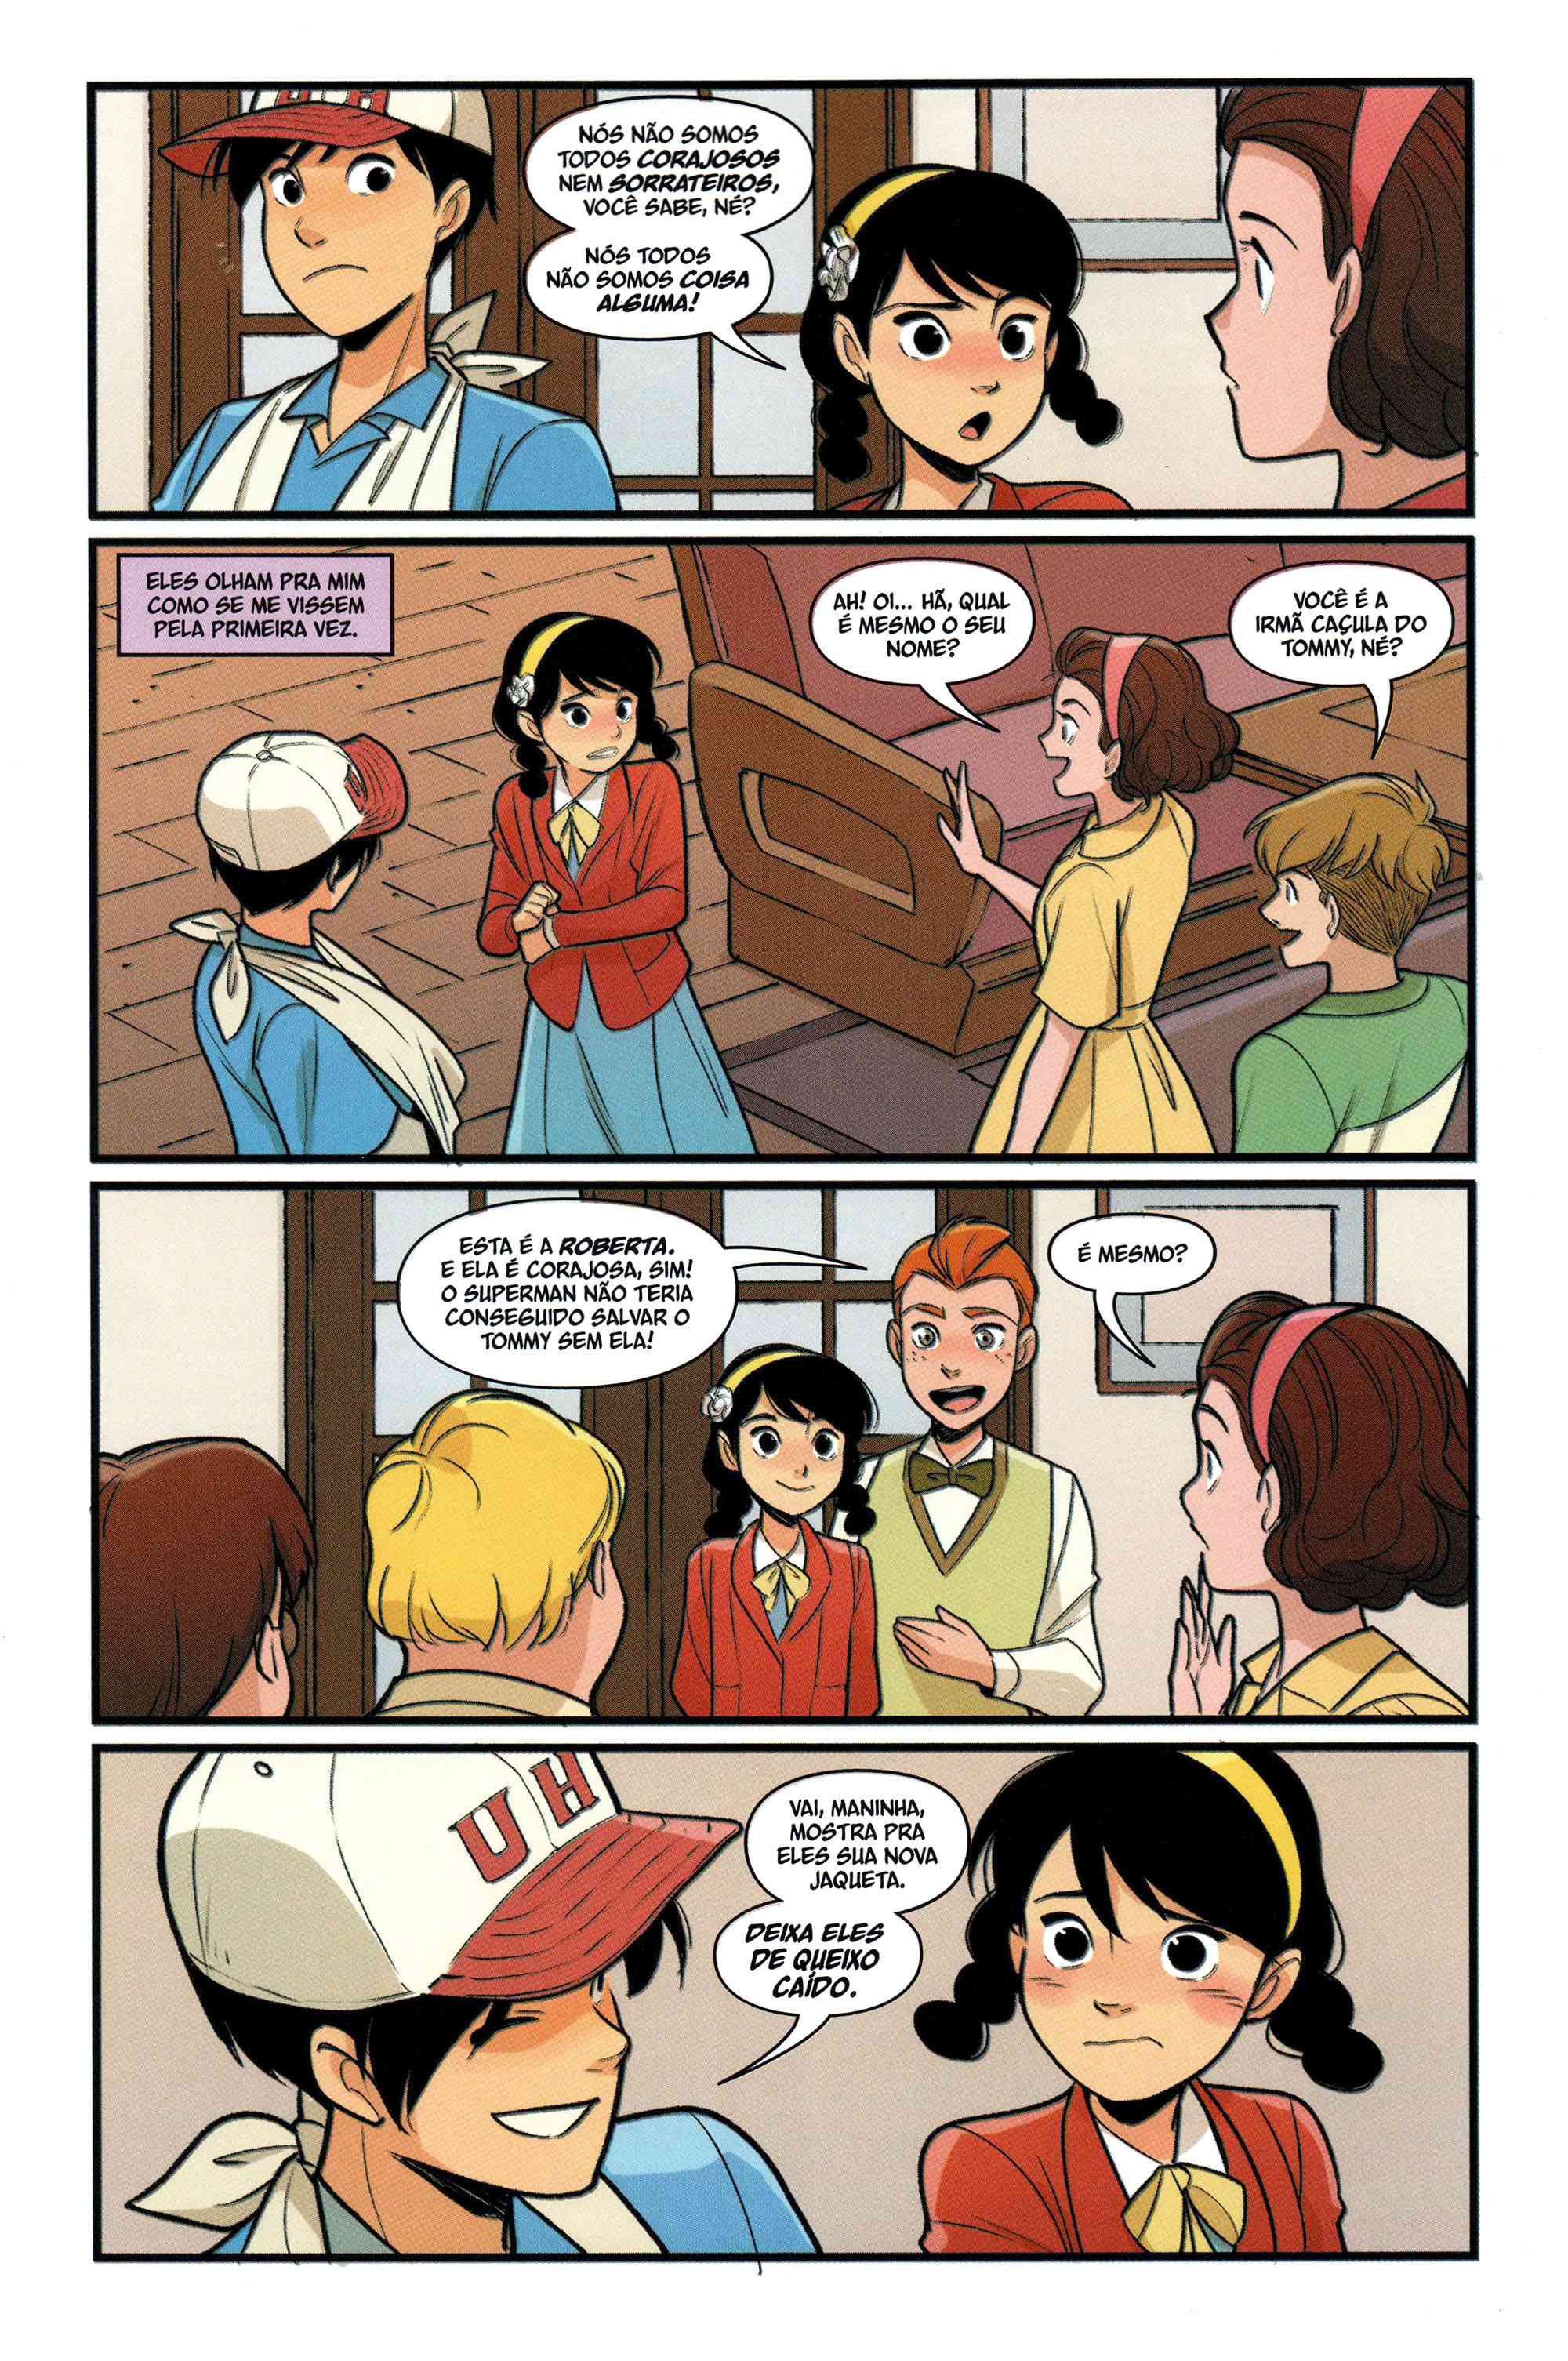 NÓS NÃO SOMOS
TODOS CORAJOSOS
NEM SORRATEIROS,
VOCÊ SABE, NÉ?
NÓS TODOS
NÃO SOMOS COISA
ALGUMA!
ELES OLHAM PRA MIM
COMO SE ME VISSEM
PELA PRIMEIRA VEZ.
AH! OI... HÃ, QUAL
É MESMO O SEU
NOME?
VOCÊ É A
IRMÃ CAÇULA DO
TOMMY, NÉ?
ESTA É A ROBERTA.
E ELA É CORAJOSA, SIM!
O SUPERMAN NÃO TERIA
CONSEGUIDO SALVAR O
TOMMY SEM ELA!
É MESMO?
UH
VAI, MANINHA,
MOSTRA PRA
ELES SUA NOVA
JAQUETA.
DEIXA ELES
DE QUEIXO
CAÍDO.